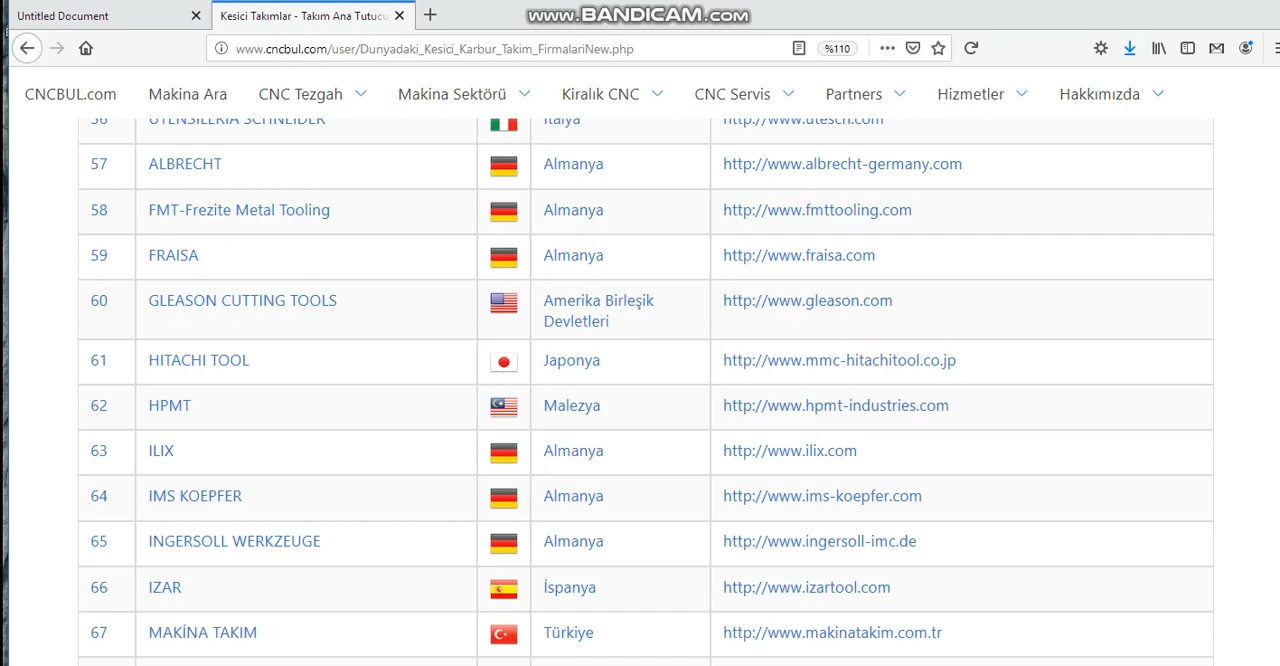 Untitled Document
Kesici Takımlar - Takım Ana Tutucu
www.BANDICAM.com
www.cncbul.com/user/Dunyadaki_Kesici_Karbur_Takim_FirmalariNew.php
%110
CNCBUL.com Makina Ara CNC Tezgah Makina Sektörü Kiralık CNC CNC Servis Partners Hizmetler Hakkımızda
56 UTENSILERIA SCHNEIDER İtalya http://www.utesch.com
57 ALBRECHT Almanya http://www.albrecht-germany.com
58 FMT-Frezite Metal Tooling Almanya http://www.fmttooling.com
59 FRAISA Almanya http://www.fraisa.com
60 GLEASON CUTTING TOOLS Amerika Birleşik http://www.gleason.com
Devletleri
61 HITACHI TOOL Japonya http://www.mmc-hitachitool.co.jp
62 HPMT Malezya http://www.hpmt-industries.com
63 ILIX Almanya http://www.ilix.com
64 IMS KOEPFER Almanya http://www.ims-koepfer.com
65 INGERSOLL WERKZEUGE Almanya http://www.ingersoll-imc.de
66 IZAR İspanya http://www.izartool.com
67 MAKİNA TAKIM Türkiye http://www.makinatakim.com.tr